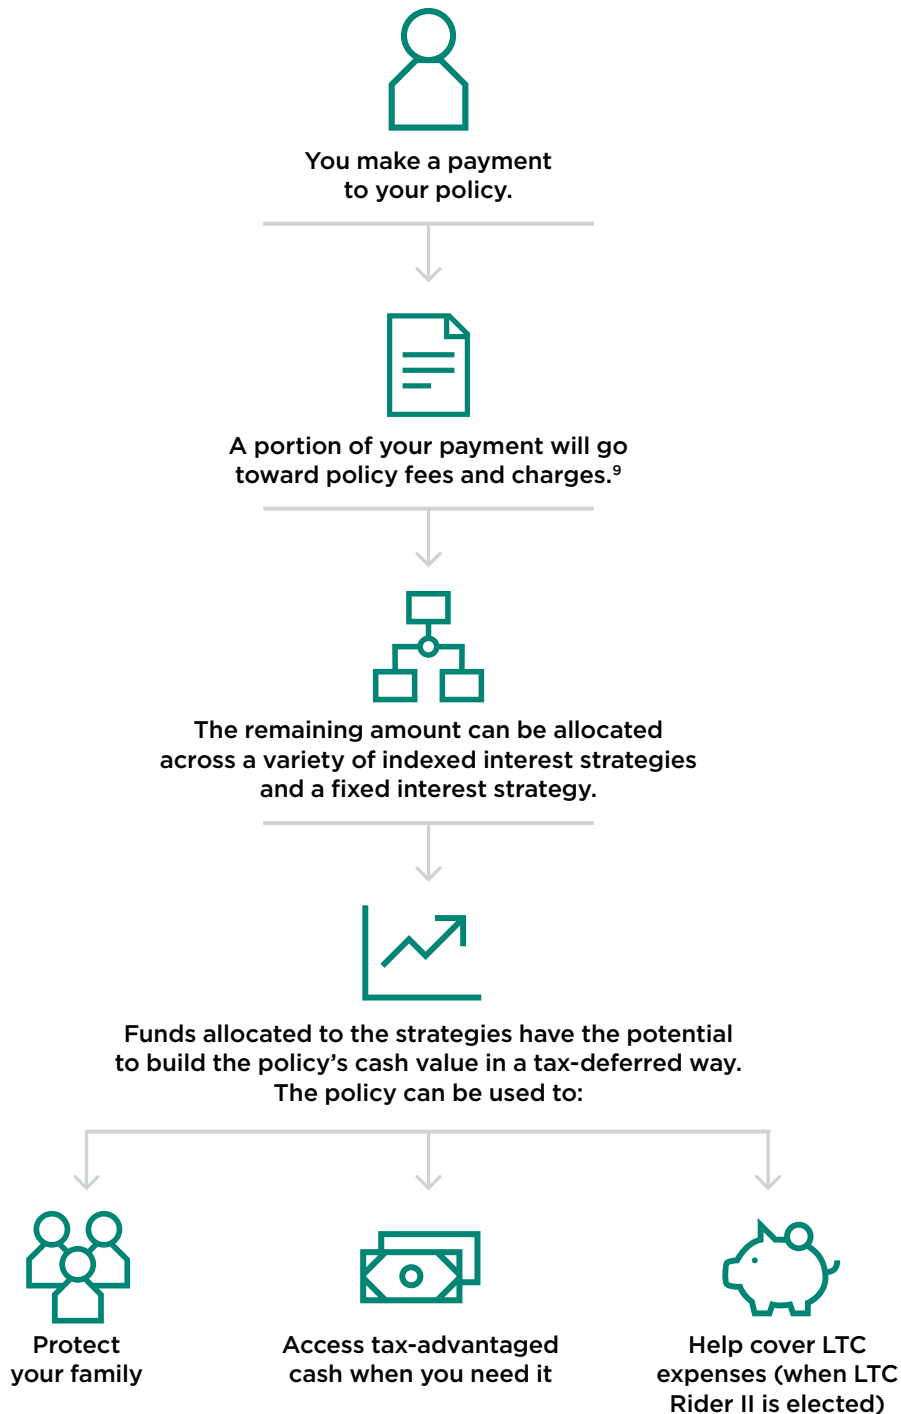 You make a payment
to your policy.
A portion of your payment will go
toward policy fees and charges.⁹
The remaining amount can be allocated
across a variety of indexed interest strategies
and a fixed interest strategy.
Funds allocated to the strategies have the potential
to build the policy’s cash value in a tax-deferred way.
The policy can be used to:
Protect
your family
Access tax-advantaged
cash when you need it
Help cover LTC
expenses (when LTC
Rider II is elected)